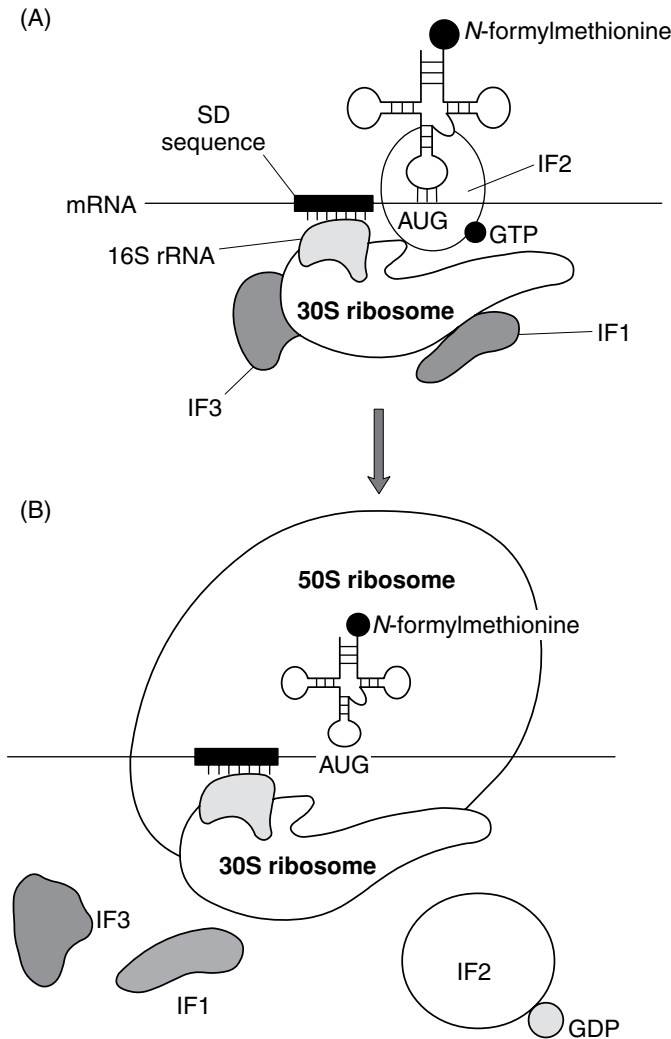 (A)
N-formylmethionine
SD
sequence
IF2
mRNA
AUG
GTP
16S rRNA
30S ribosome
IF1
IF3
(B)
50S ribosome
N-formylmethionine
AUG
30S ribosome
IF3
IF1
IF2
GDP